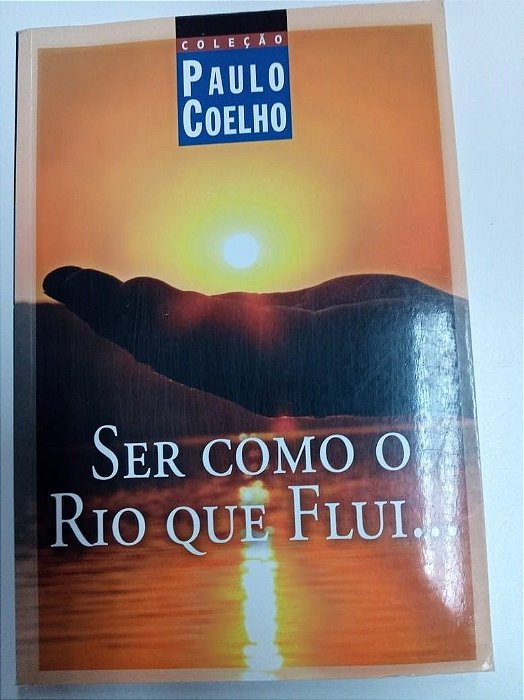 COLEÇÃO
PAULO
COELHO
SER COMO O
RIO QUE FLUI...